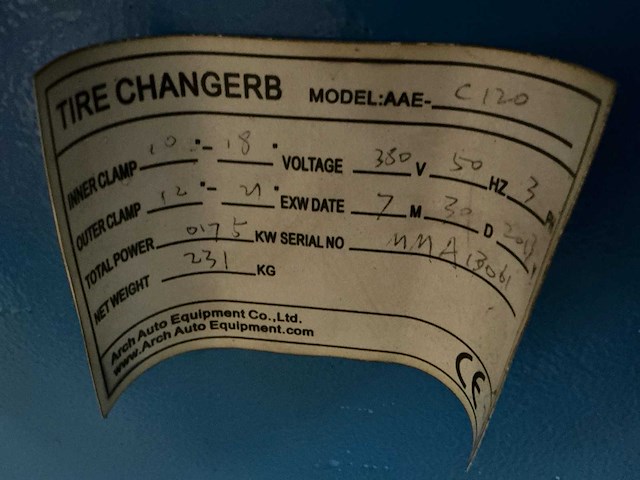 TIRE CHANGERB MODEL:AAE- C120
INNER CLAMP 10 "- 18 " VOLTAGE 380 V 50 HZ 3
OUTER CLAMP 12 "- 21 " EXW DATE 7 M 30 D
TOTAL POWER 0.75 KW SERIAL NO MMA13061
NET WEIGHT 231 KG
Arch Auto Equipment Co.,Ltd.
www.Arch Auto Equipment.com
CE